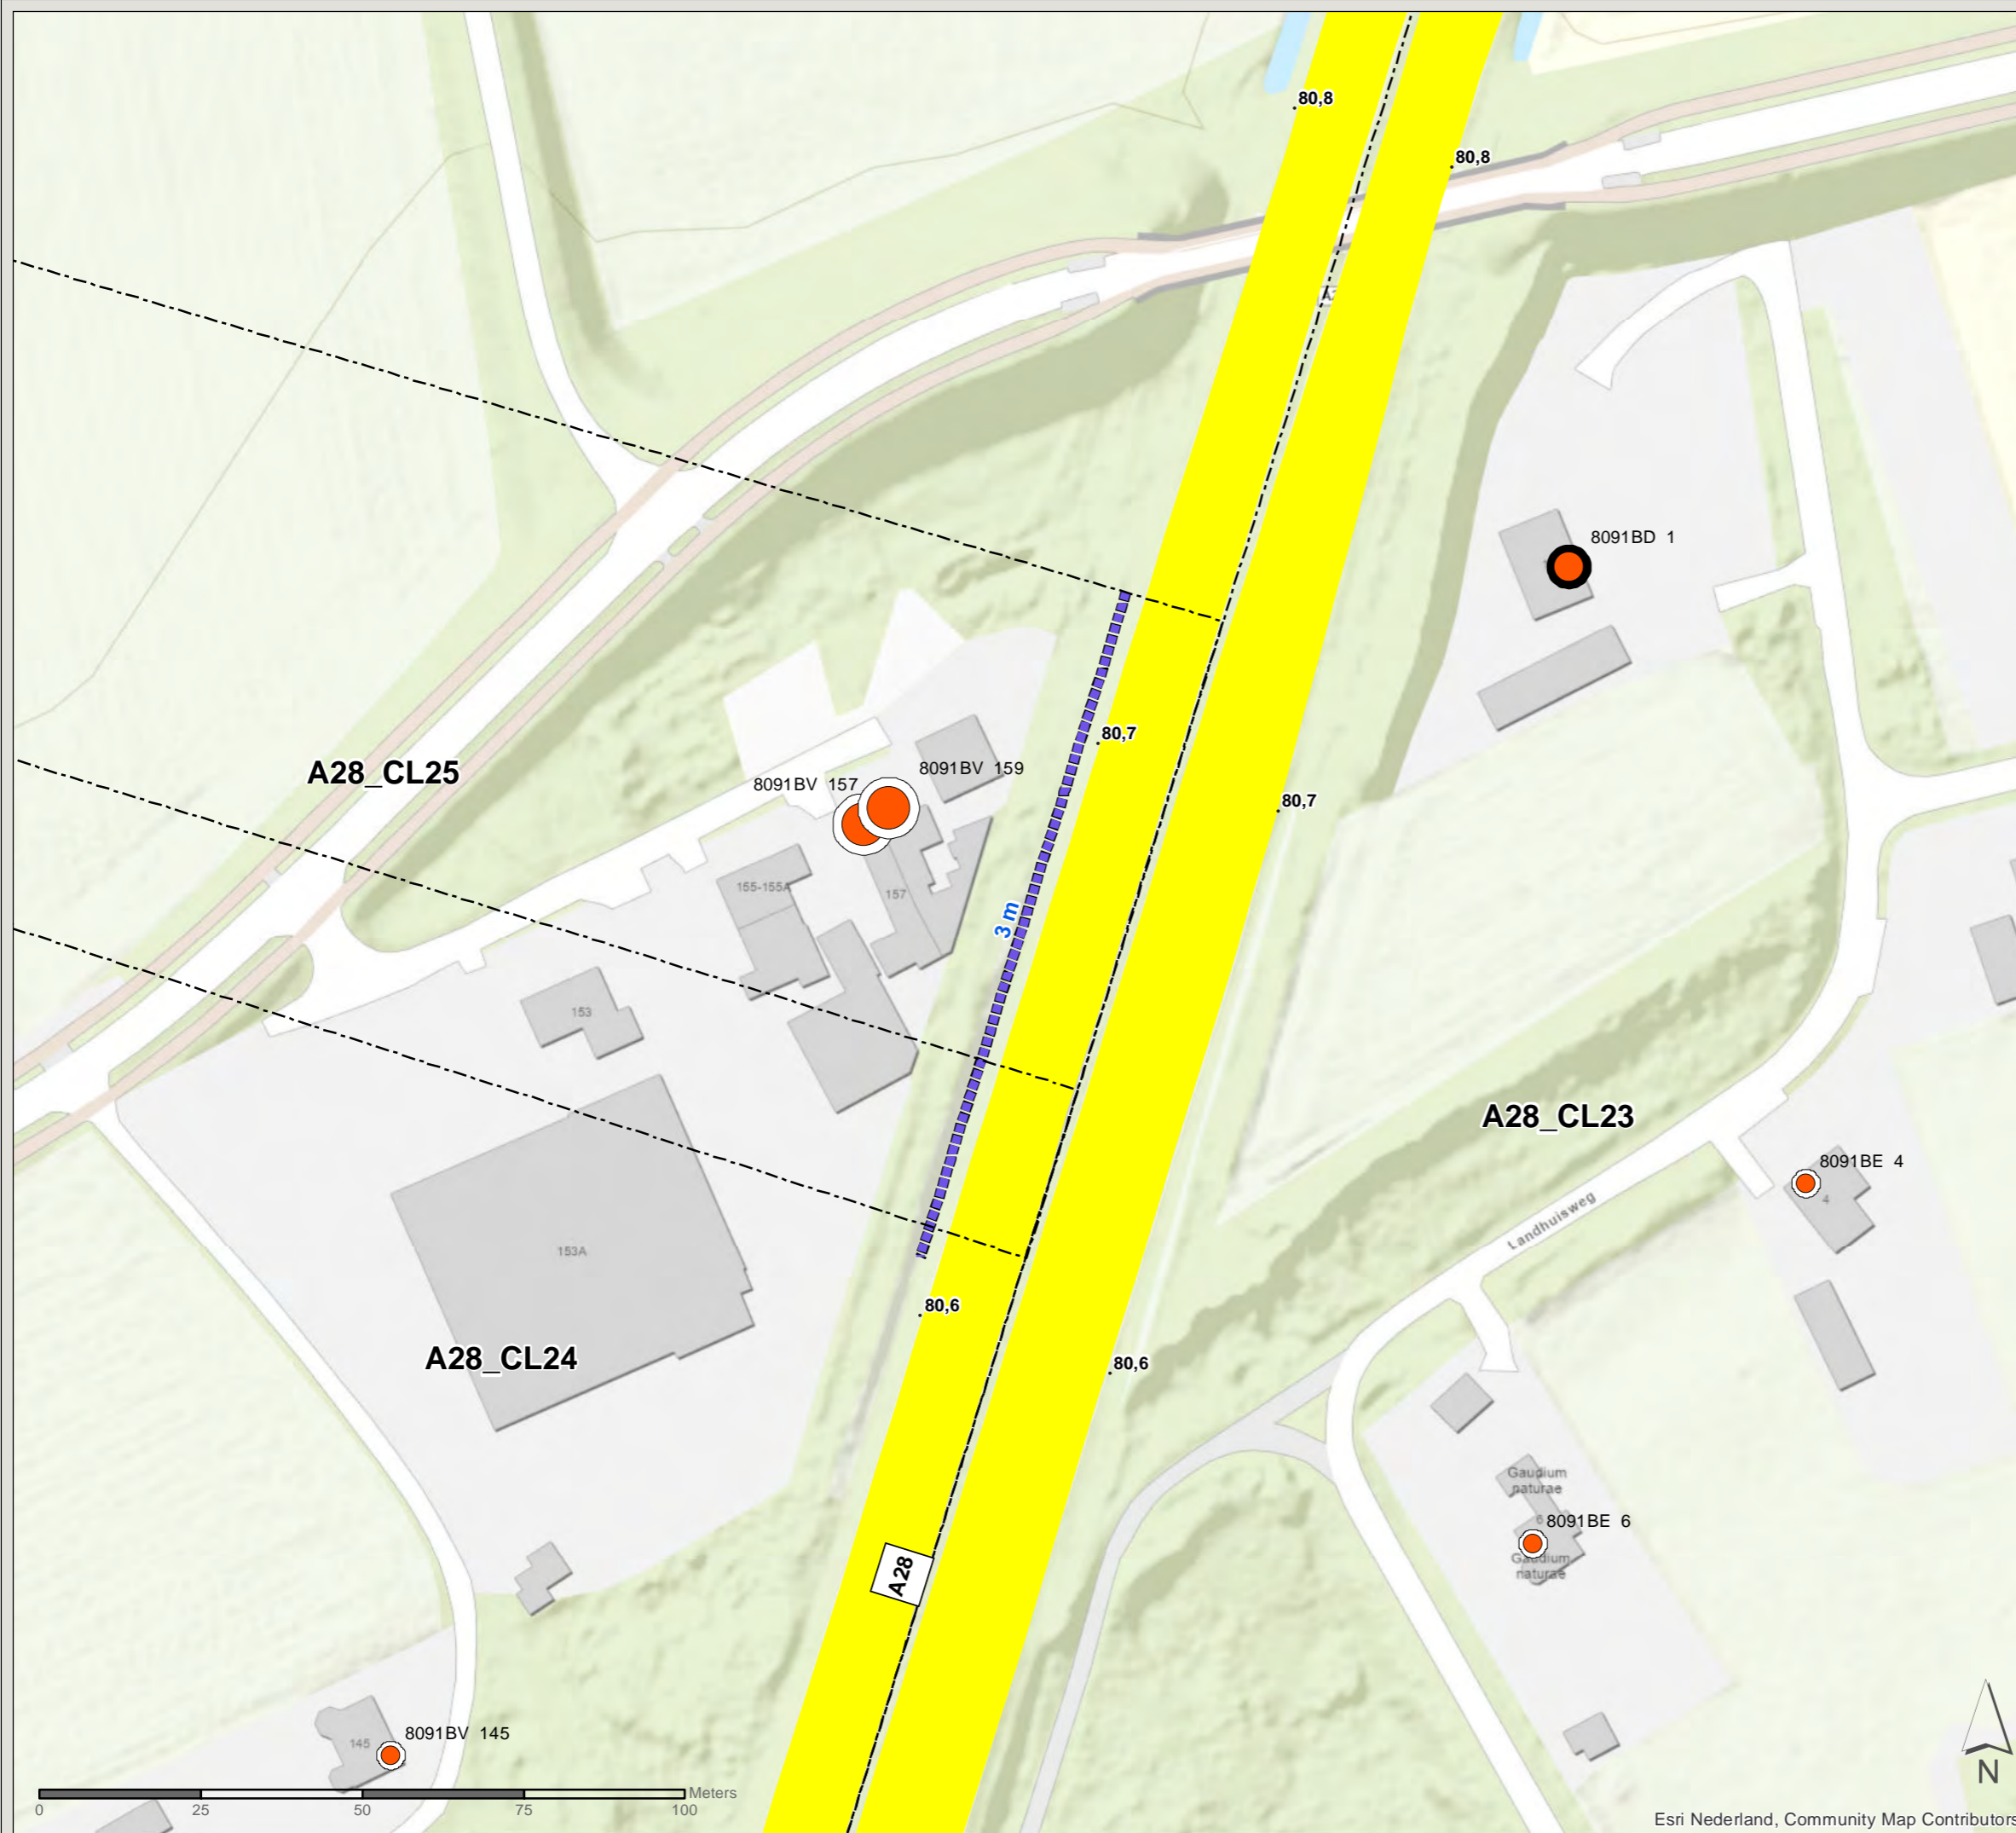 80,8
80,8
8091BD 1
80,7
A28_CL25
8091BV 157
8091BV 159
80,7
155-155A
157
3 m
153
A28_CL23
8091BE 4
4
Landhuisweg
153A
80,6
A28_CL24
80,6
Gaudium
naturae
6
8091BE 6
Gaudium
naturae
A28
8091BV 145
145
Meters
0 25 50 75 100
N
Esri Nederland, Community Map Contributors